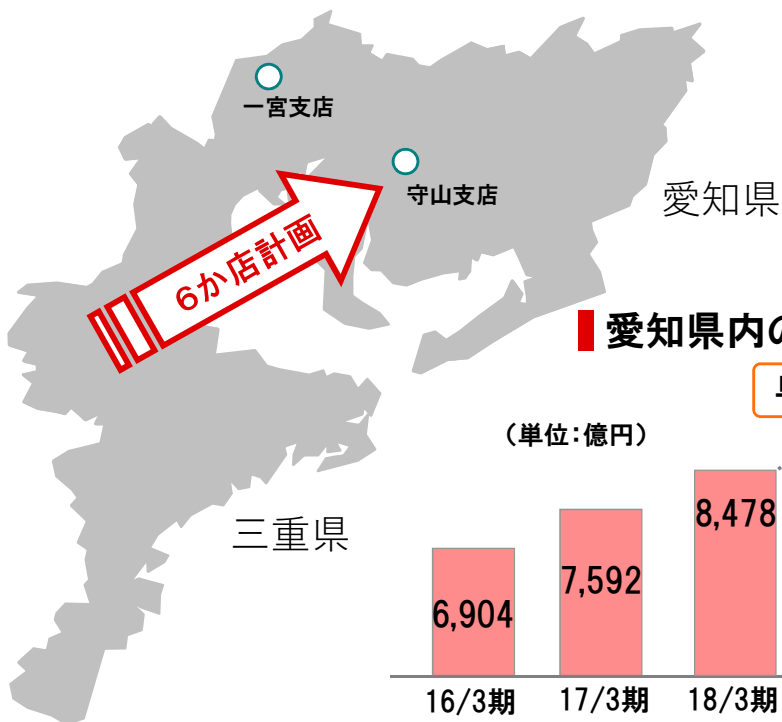 一宮支店
守山支店
愛知県
6か店計画
愛知県内の
(単位:億円)
三重県
8,478
7,592
6,904
16/3期
17/3期
18/3期